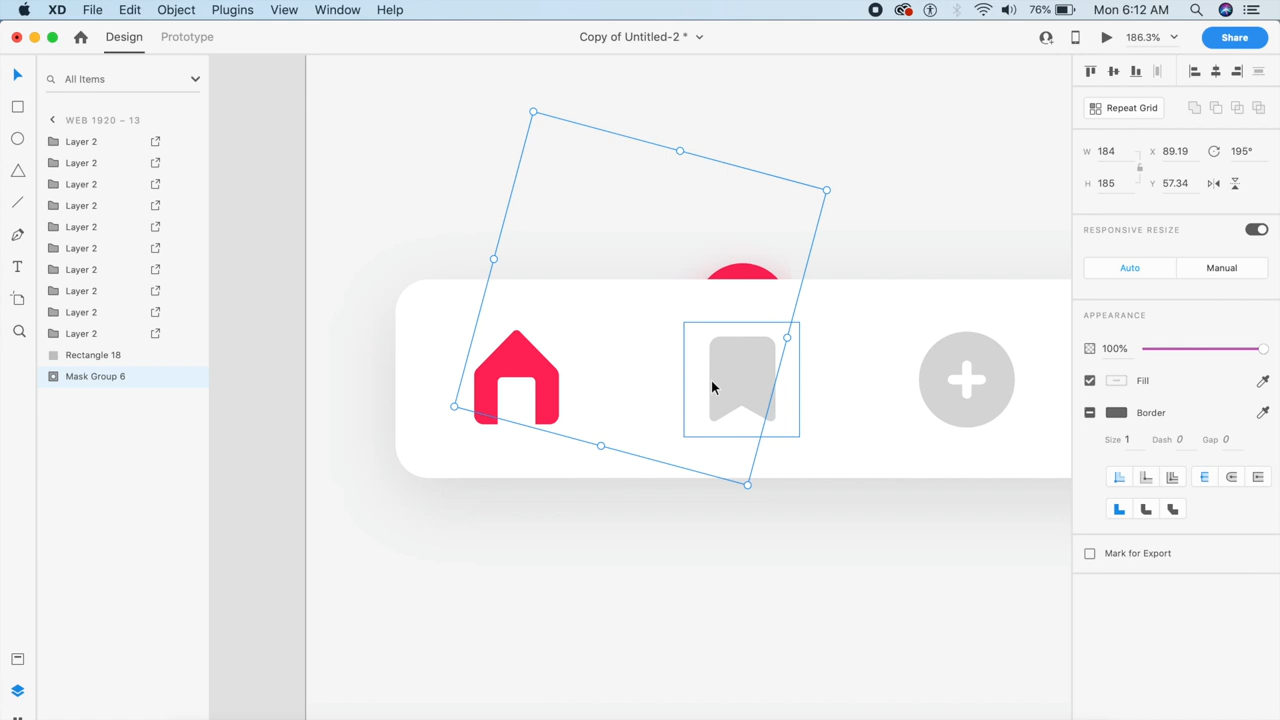 XD File Edit Object Plugins View Window Help 76% Mon 6:12 AM
Design Prototype Copy of Untitled-2 * 186.3% Share
All Items
WEB 1920 – 13
Layer 2
Layer 2
Layer 2
Layer 2
Layer 2
Layer 2
Layer 2
Layer 2
Layer 2
Layer 2
Rectangle 18
Mask Group 6
Repeat Grid
W 184 X 89.19 195°
H 185 Y 57.34
RESPONSIVE RESIZE
Auto Manual
APPEARANCE
100%
Fill
Border
Size 1 Dash 0 Gap 0
Mark for Export